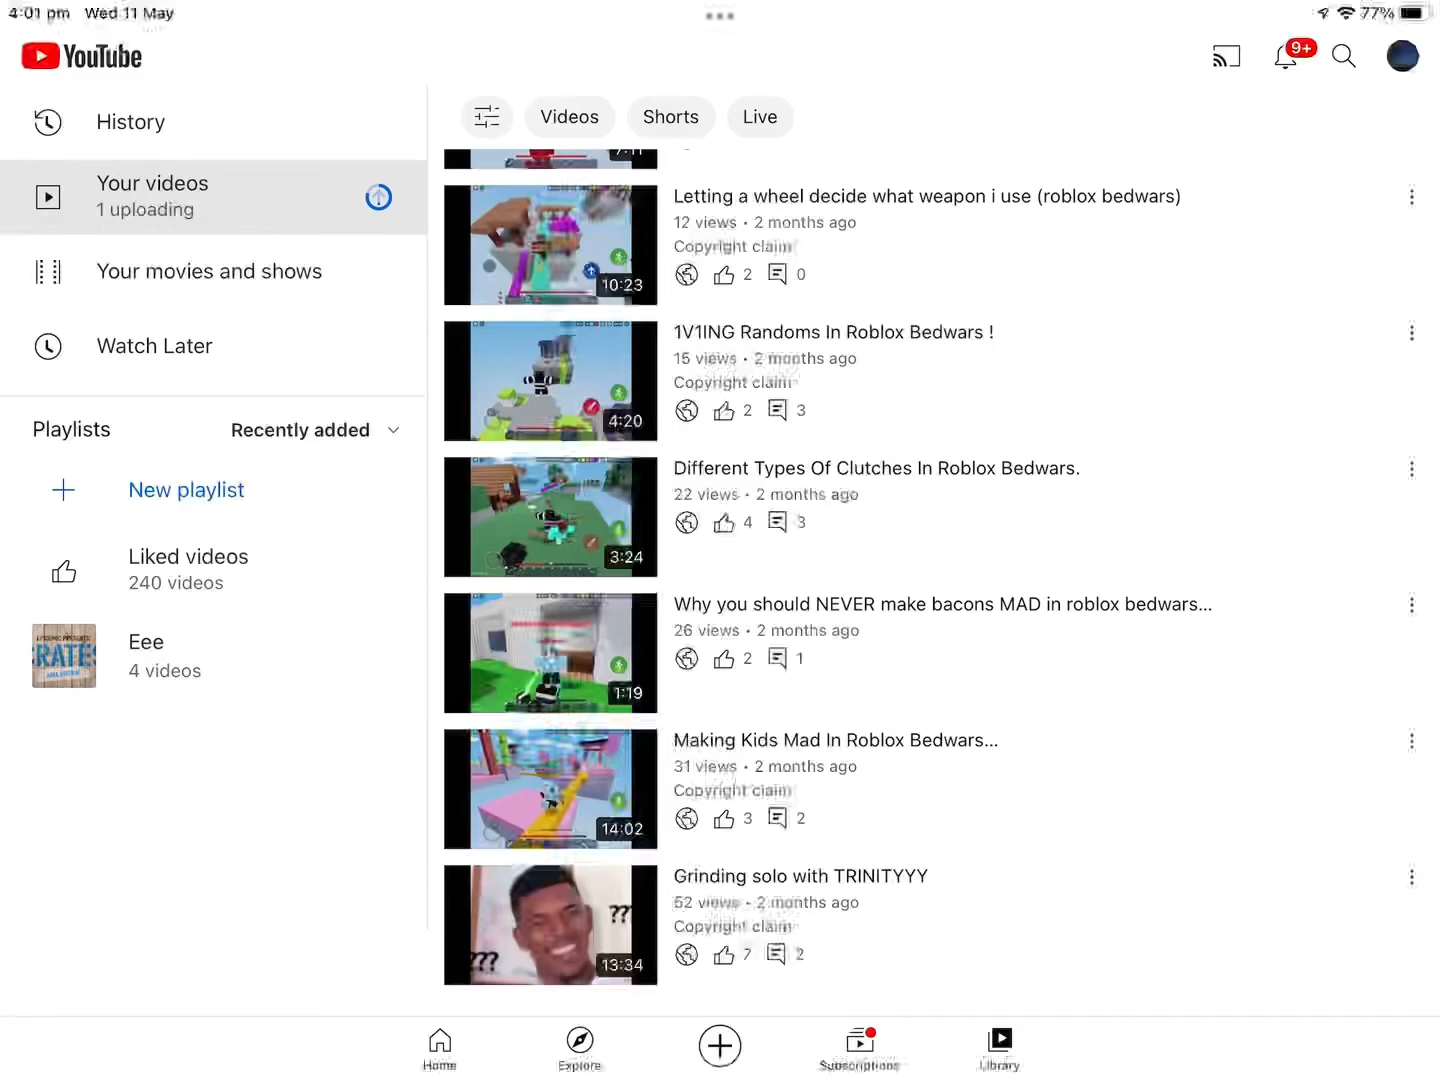 4:01 pm Wed 11 May
77%
YouTube
9+
History
Your videos
1 uploading
Your movies and shows
Watch Later
Playlists
Recently added
New playlist
Liked videos
240 videos
Eee
4 videos
Videos
Shorts
Live
7:11
Letting a wheel decide what weapon i use (roblox bedwars)
12 views · 2 months ago
Copyright claim
2 0
10:23
1V1ING Randoms In Roblox Bedwars !
15 views · 2 months ago
Copyright claim
2 3
4:20
Different Types Of Clutches In Roblox Bedwars.
22 views · 2 months ago
4 3
3:24
Why you should NEVER make bacons MAD in roblox bedwars...
26 views · 2 months ago
2 1
1:19
Making Kids Mad In Roblox Bedwars...
31 views · 2 months ago
Copyright claim
3 2
14:02
Grinding solo with TRINITYYY
52 views · 2 months ago
Copyright claim
7 2
???
???
13:34
Home
Explore
Subscriptions
Library